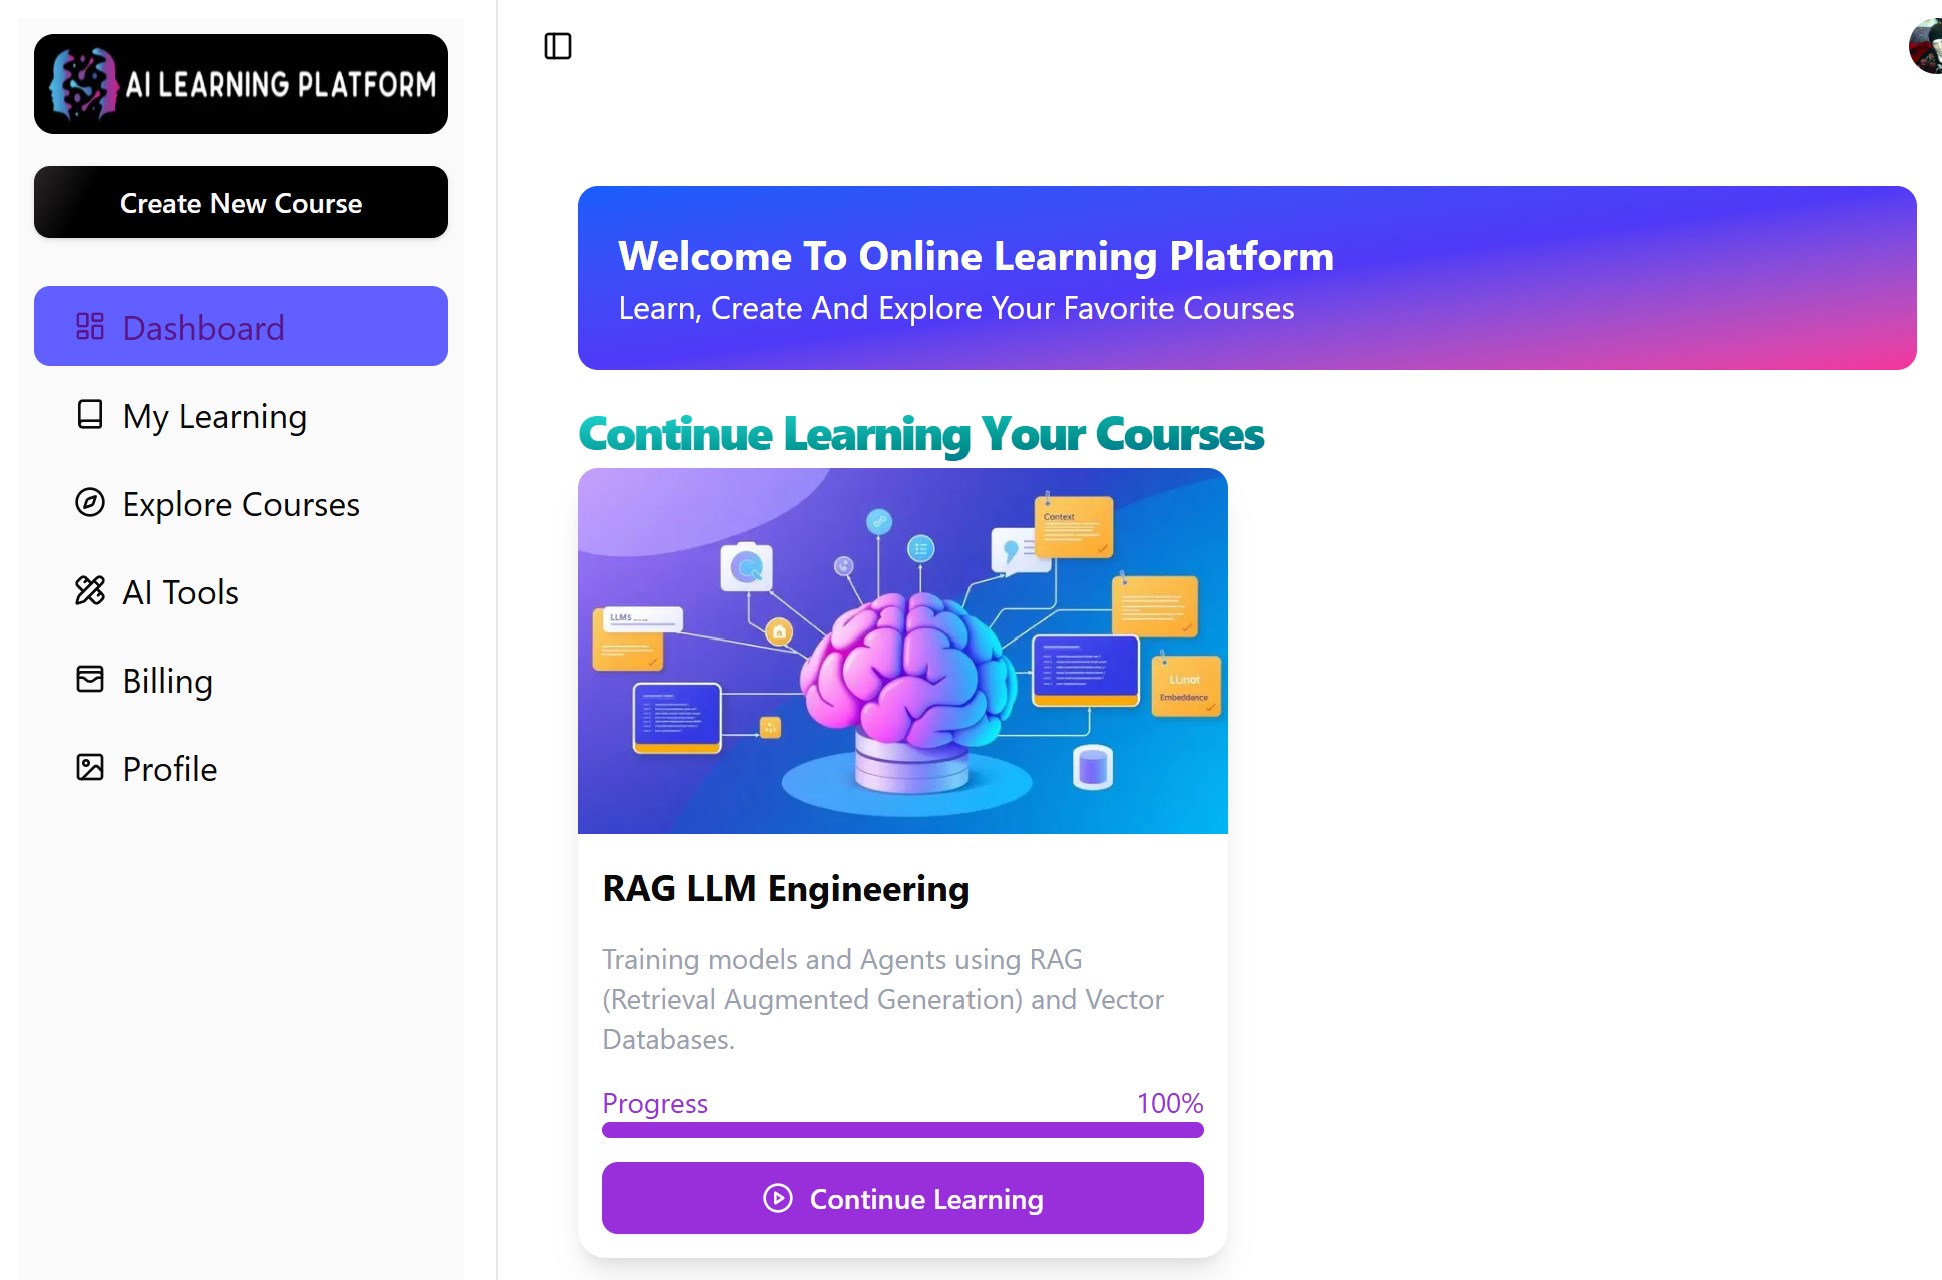 AI LEARNING PLATFORM
Create New Course
Dashboard
My Learning
Explore Courses
AI Tools
Billing
Profile
Welcome To Online Learning Platform
Learn, Create And Explore Your Favorite Courses
Continue Learning Your Courses
Context
LLMS
LLinot
Embeddance
RAG LLM Engineering
Training models and Agents using RAG
(Retrieval Augmented Generation) and Vector
Databases.
Progress 100%
Continue Learning